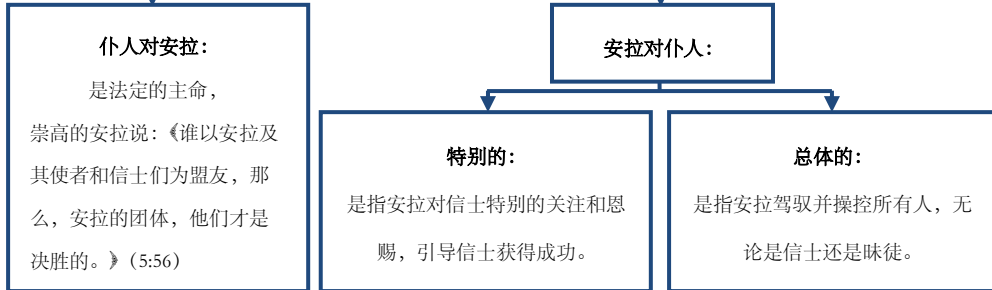 仆人对安拉：
是法定的主命，
崇高的安拉说：《谁以安拉及
其使者和信士们为盟友，那
么，安拉的团体，他们才是
决胜的。》(5:56)
安拉对仆人：
特别的：
是指安拉对信士特别的关注和恩
赐，引导信士获得成功。
总体的：
是指安拉驾驭并操控所有人，无
论是信士还是昧徒。